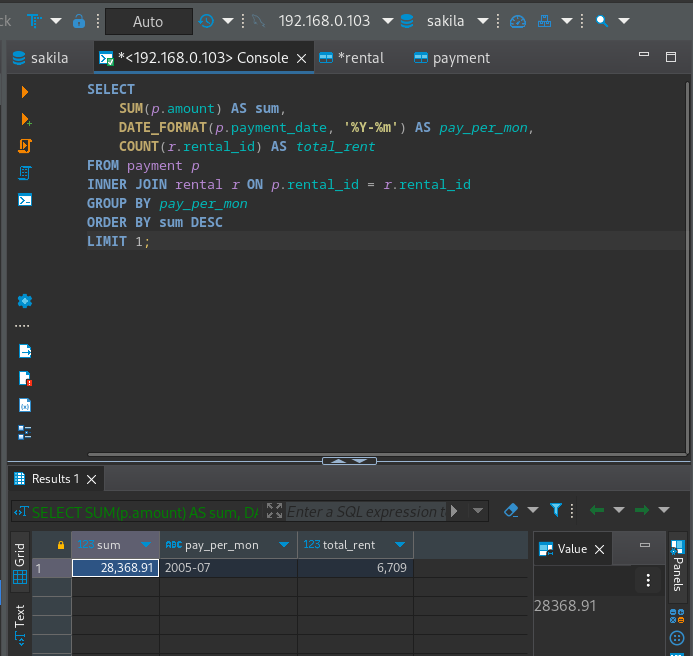 ck
Auto
192.168.0.103
sakila
sakila
*<192.168.0.103> Console
*rental
payment
SELECT
SUM(p.amount) AS sum,
DATE_FORMAT(p.payment_date, '%Y-%m') AS pay_per_mon,
COUNT(r.rental_id) AS total_rent
FROM payment p
INNER JOIN rental r ON p.rental_id = r.rental_id
GROUP BY pay_per_mon
ORDER BY sum DESC
LIMIT 1;
Results 1
SELECT SUM(p.amount) AS sum, DA
Enter a SQL expression t
Grid
Text
123 sum
ABC pay_per_mon
123 total_rent
1
28,368.91
2005-07
6,709
Value
28368.91
Panels